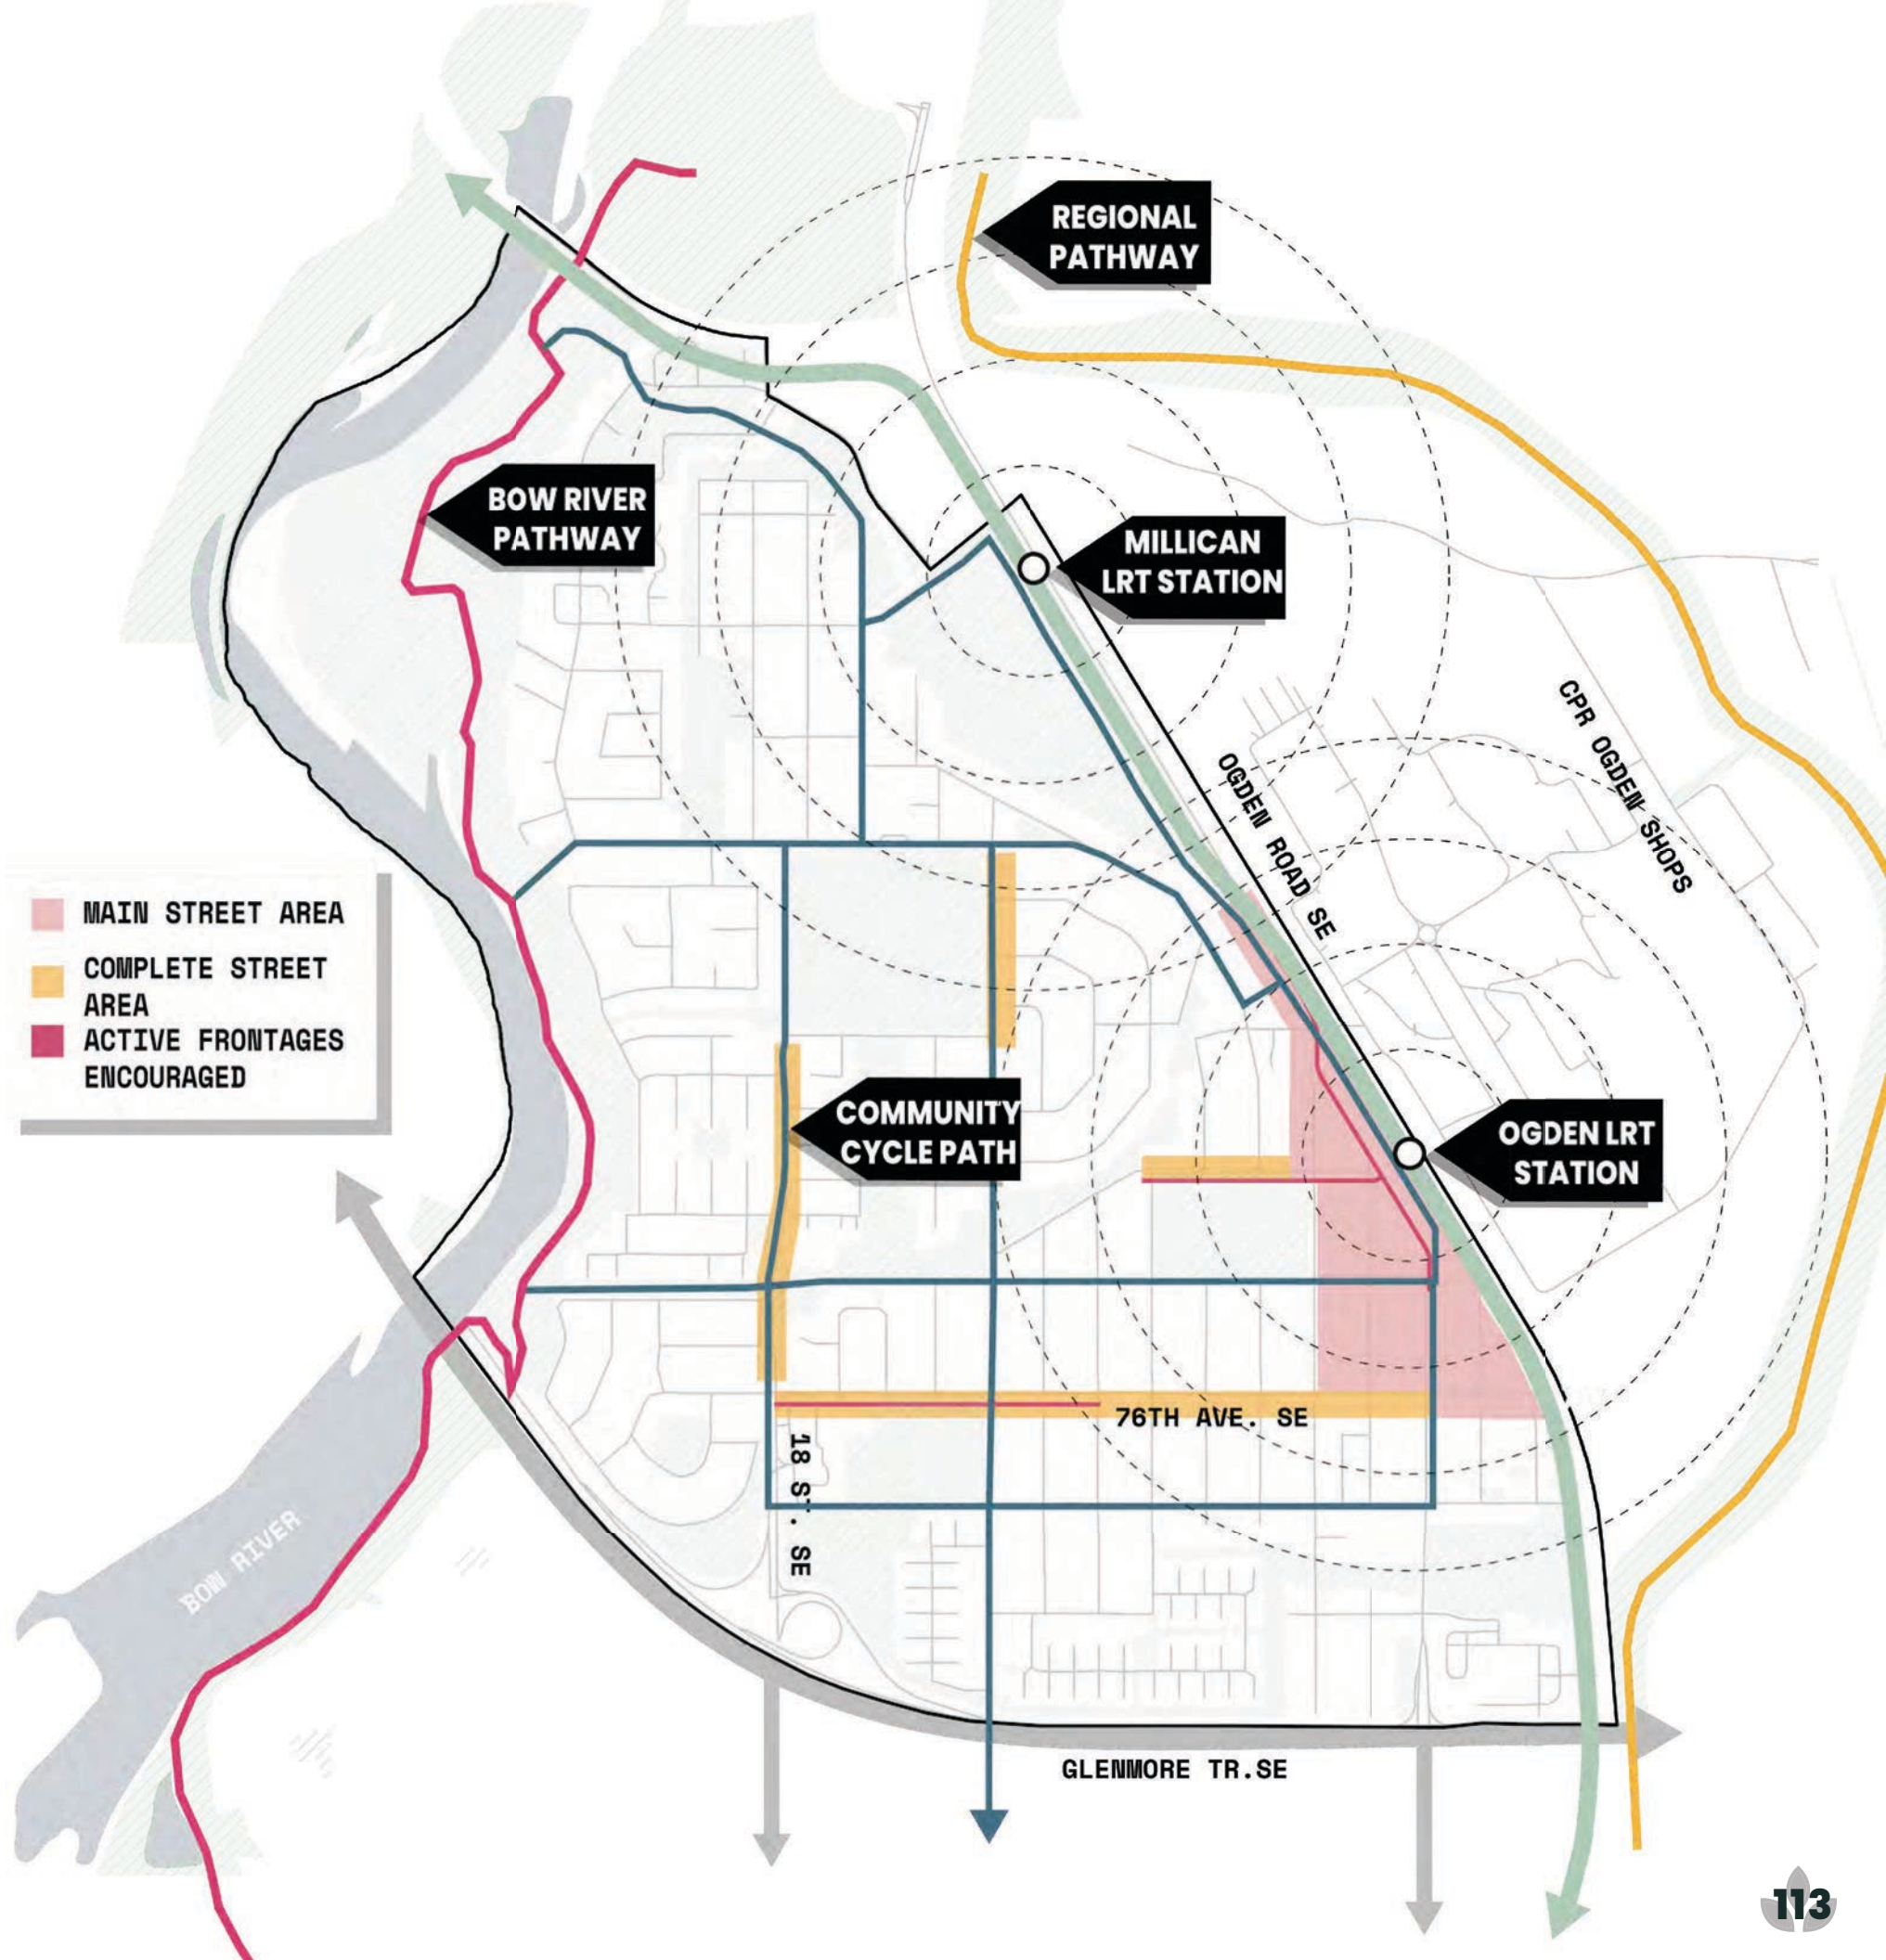 REGIONAL
PATHWAY
BOW RIVER
PATHWAY
MILLICAN
LRT STATION
CPR OGDEN SHOPS
OGDEN ROAD SE
MAIN STREET AREA
COMPLETE STREET
AREA
ACTIVE FRONTAGES
ENCOURAGED
COMMUNITY
CYCLE PATH
OGDEN LRT
STATION
76TH AVE. SE
18 ST. SE
BOW RIVER
GLENMORE TR.SE
113